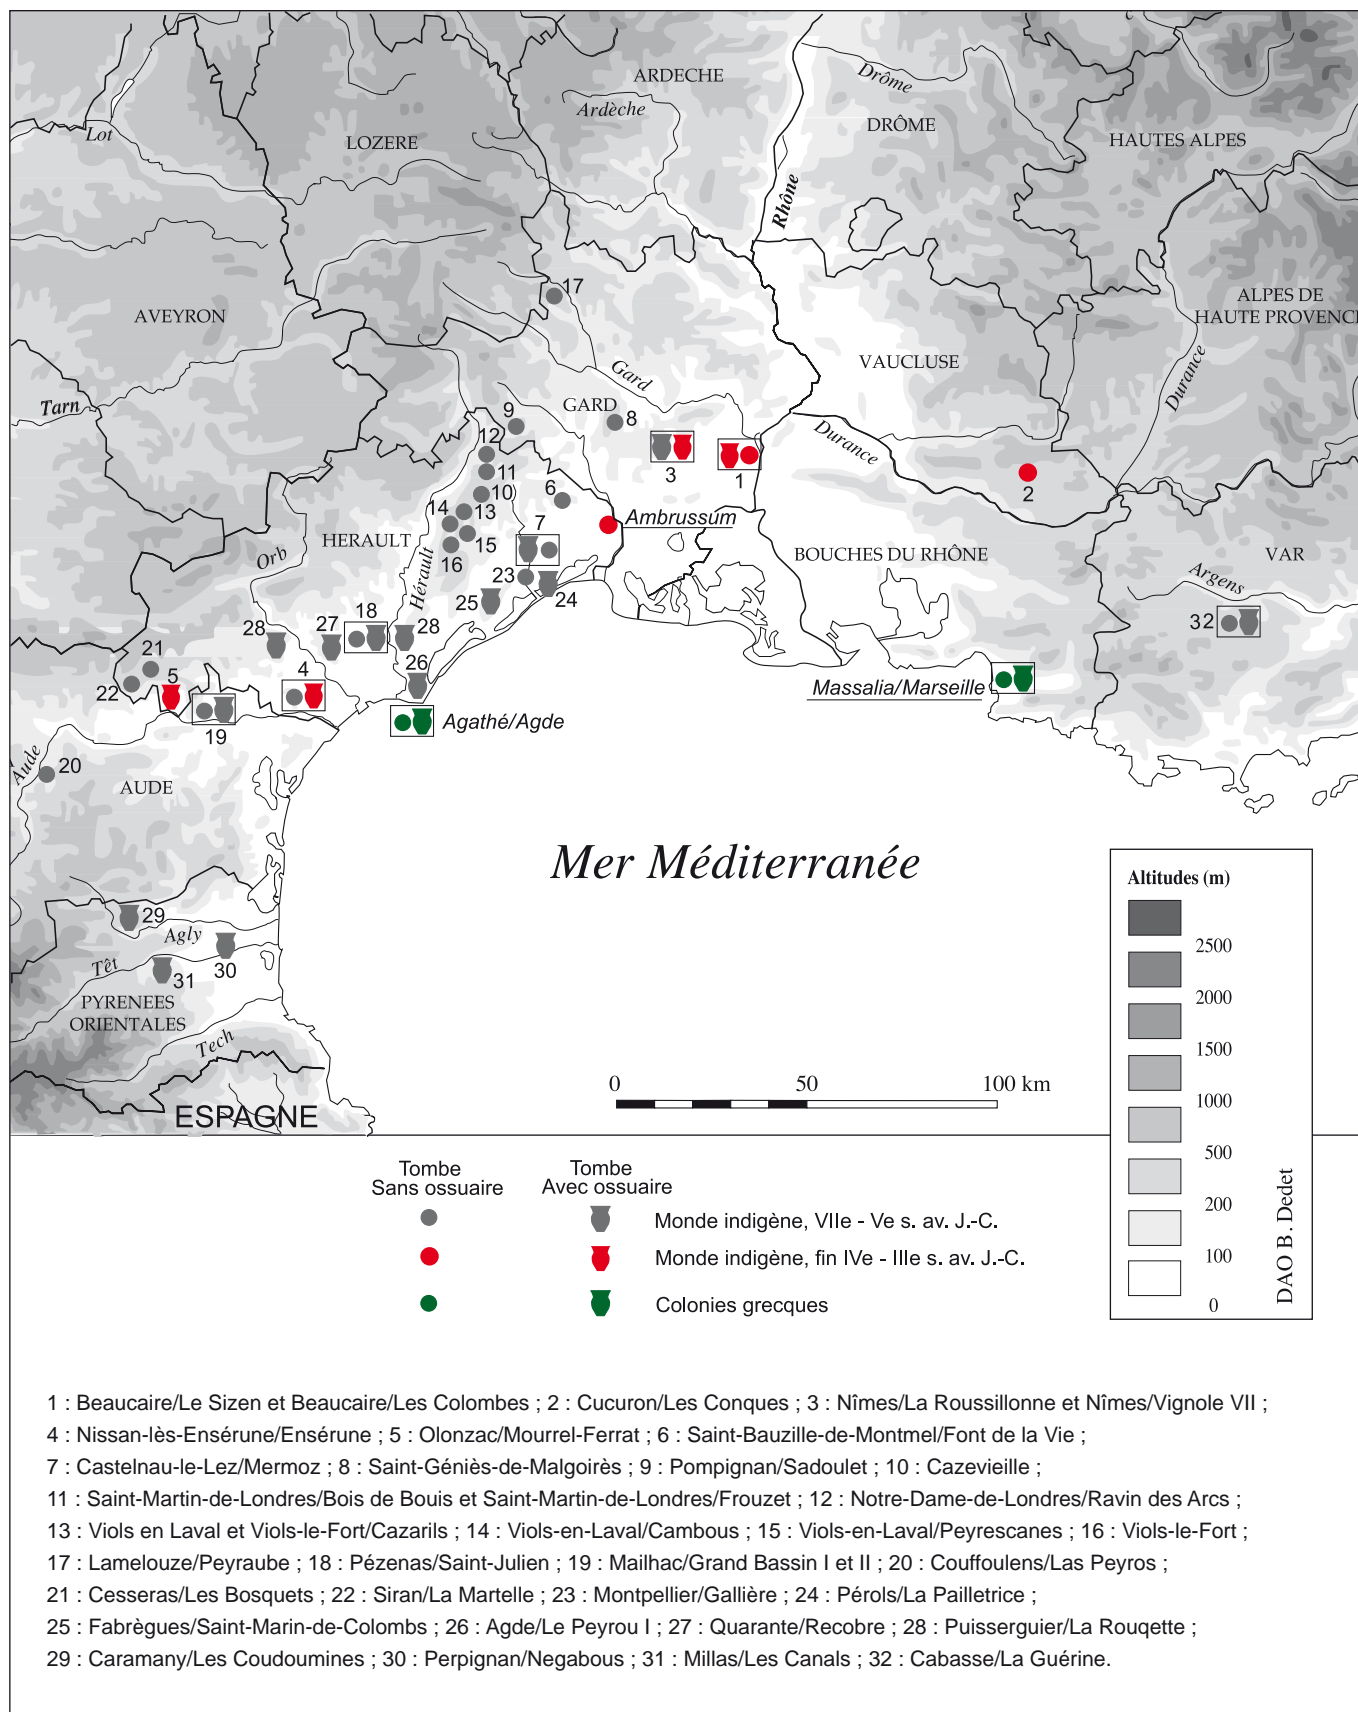 ARDECHE
Ardèche
Drôme
DRÔME
HAUTES ALPES
Lot
LOZERE
Rhône
17
ALPES DE
HAUTE PROVENCE
AVEYRON
VAUCLUSE
Durance
Gard
GARD
Tarn
9
8
12
3
1
Durance
2
11
10
6
14
13
Ambrussum
7
HERAULT
15
16
Orb
Hérault
BOUCHES DU RHÔNE
VAR
Argens
23
24
25
18
28
27
28
32
21
5
4
26
22
Massalia/Marseille
19
Agathé/Agde
Aude
20
AUDE
Mer Méditerranée
29
Agly
30
Têt
31
PYRENEES
ORIENTALES
Tech
ESPAGNE
0 50 100 km
Altitudes (m)
2500
2000
1500
1000
500
200
100
0
DAO B. Dedet
Tombe
Sans ossuaire
Tombe
Avec ossuaire
Monde indigène, VIIe - Ve s. av. J.-C.
Monde indigène, fin IVe - IIIe s. av. J.-C.
Colonies grecques
1 : Beaucaire/Le Sizen et Beaucaire/Les Colombes ; 2 : Cucuron/Les Conques ; 3 : Nîmes/La Roussillonne et Nîmes/Vignole VII ;
4 : Nissan-lès-Ensérune/Ensérune ; 5 : Olonzac/Mourrel-Ferrat ; 6 : Saint-Bauzille-de-Montmel/Font de la Vie ;
7 : Castelnau-le-Lez/Mermoz ; 8 : Saint-Géniès-de-Malgoirès ; 9 : Pompignan/Sadoulet ; 10 : Cazevieille ;
11 : Saint-Martin-de-Londres/Bois de Bouis et Saint-Martin-de-Londres/Frouzet ; 12 : Notre-Dame-de-Londres/Ravin des Arcs ;
13 : Viols en Laval et Viols-le-Fort/Cazarils ; 14 : Viols-en-Laval/Cambous ; 15 : Viols-en-Laval/Peyrescanes ; 16 : Viols-le-Fort ;
17 : Lamelouze/Peyraube ; 18 : Pézenas/Saint-Julien ; 19 : Mailhac/Grand Bassin I et II ; 20 : Couffoulens/Las Peyros ;
21 : Cesseras/Les Bosquets ; 22 : Siran/La Martelle ; 23 : Montpellier/Gallière ; 24 : Pérols/La Pailletrice ;
25 : Fabrègues/Saint-Marin-de-Colombs ; 26 : Agde/Le Peyrou I ; 27 : Quarante/Recobre ; 28 : Puisserguier/La Rouqette ;
29 : Caramany/Les Coudoumines ; 30 : Perpignan/Negabous ; 31 : Millas/Les Canals ; 32 : Cabasse/La Guérine.